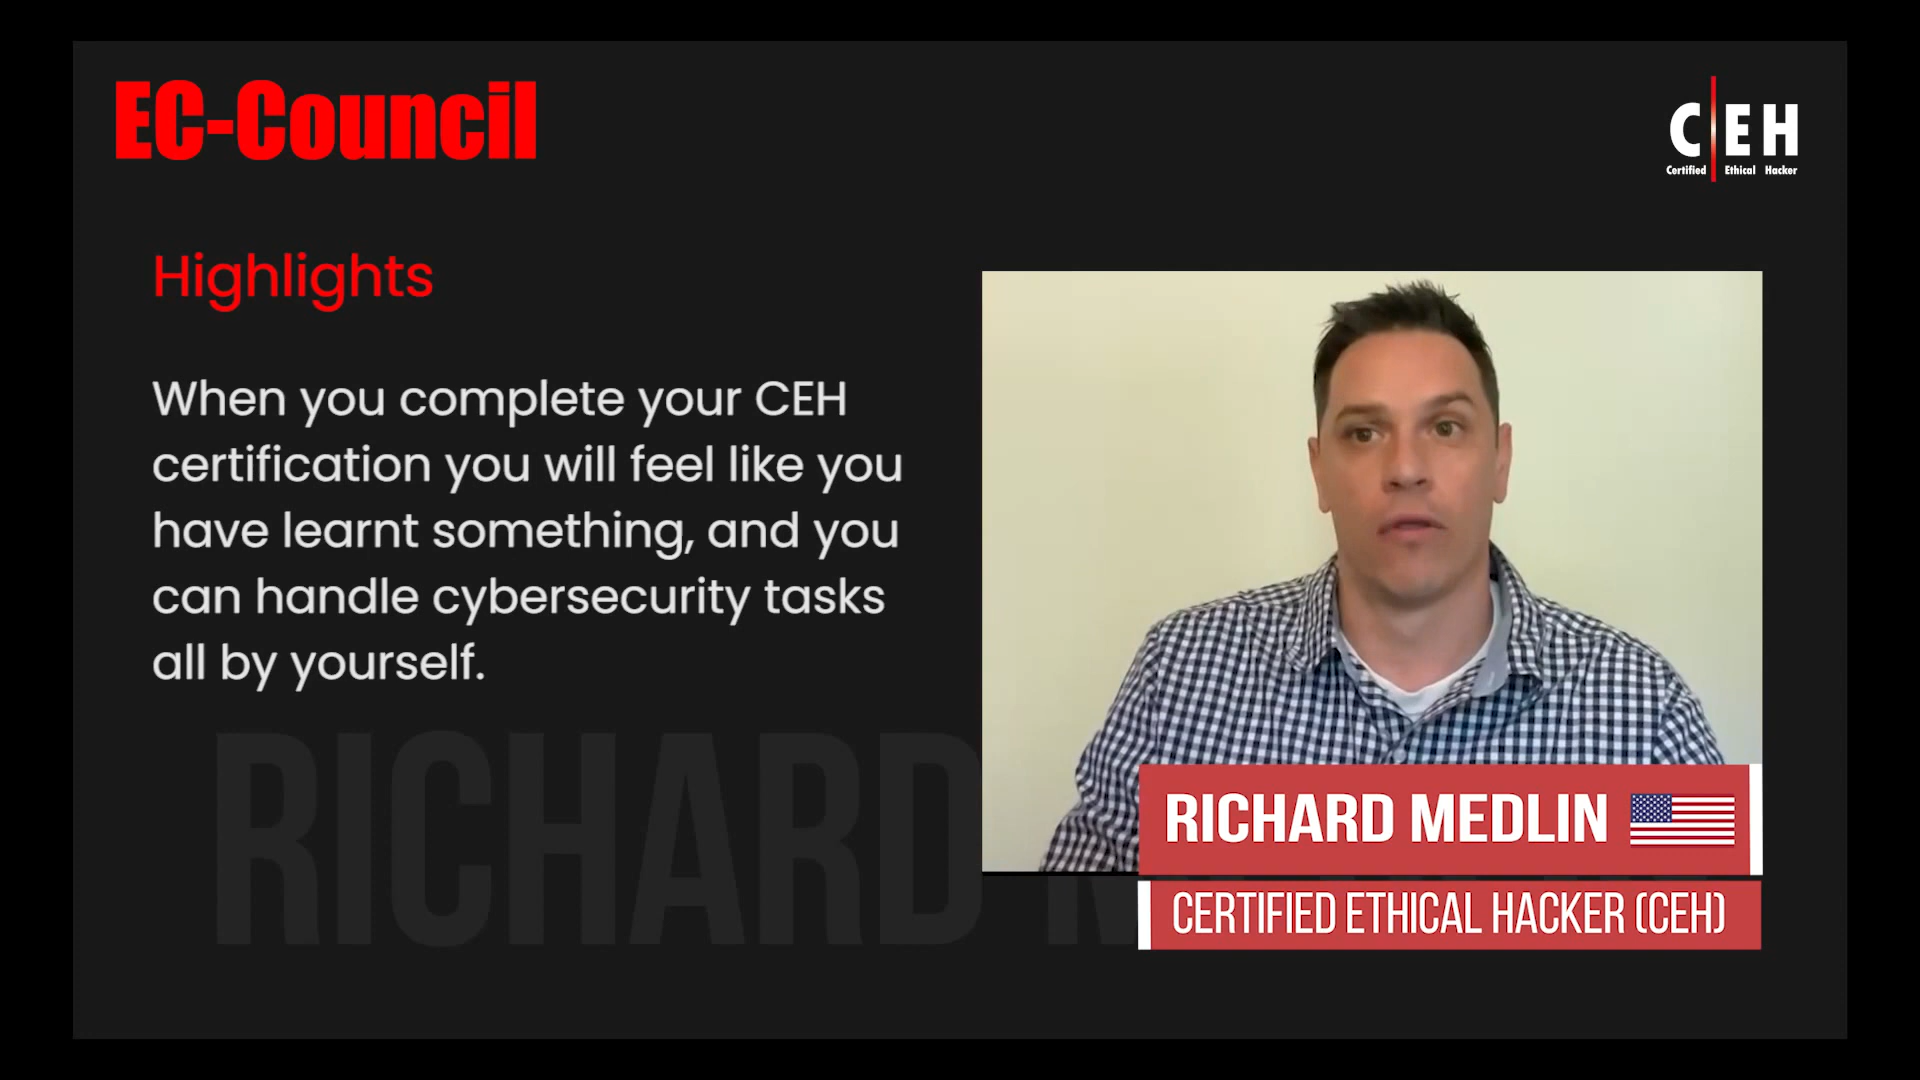 EC-Council
C|EH
Certified Ethical Hacker
Highlights
When you complete your CEH
certification you will feel like you
have learnt something, and you
can handle cybersecurity tasks
all by yourself.
RICHARD M
RICHARD MEDLIN
CERTIFIED ETHICAL HACKER (CEH)